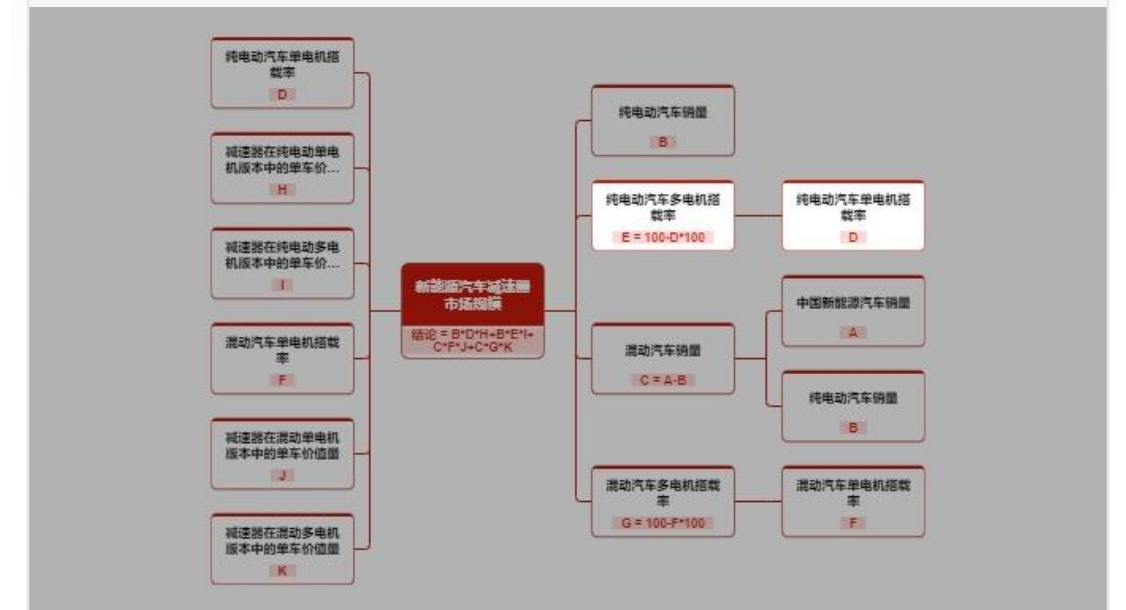 纯电动汽车单电机搭
载率
D
减速器在纯电动单电
机版本中的单车价...
H
减速器在纯电动多电
机版本中的单车价...
I
混动汽车单电机搭载
率
F
减速器在混动单电机
版本中的单车价值量
J
减速器在混动多电机
版本中的单车价值量
K
新能源汽车减速器
市场规模
结论 = B*D*H+B*E*I+
C*F*J+C*G*K
纯电动汽车销量
B
纯电动汽车多电机搭
载率
E = 100-D*100
混动汽车销量
C = A-B
混动汽车多电机搭载
率
G = 100-F*100
纯电动汽车单电机搭
载率
D
中国新能源汽车销量
A
纯电动汽车销量
B
混动汽车单电机搭载
率
F